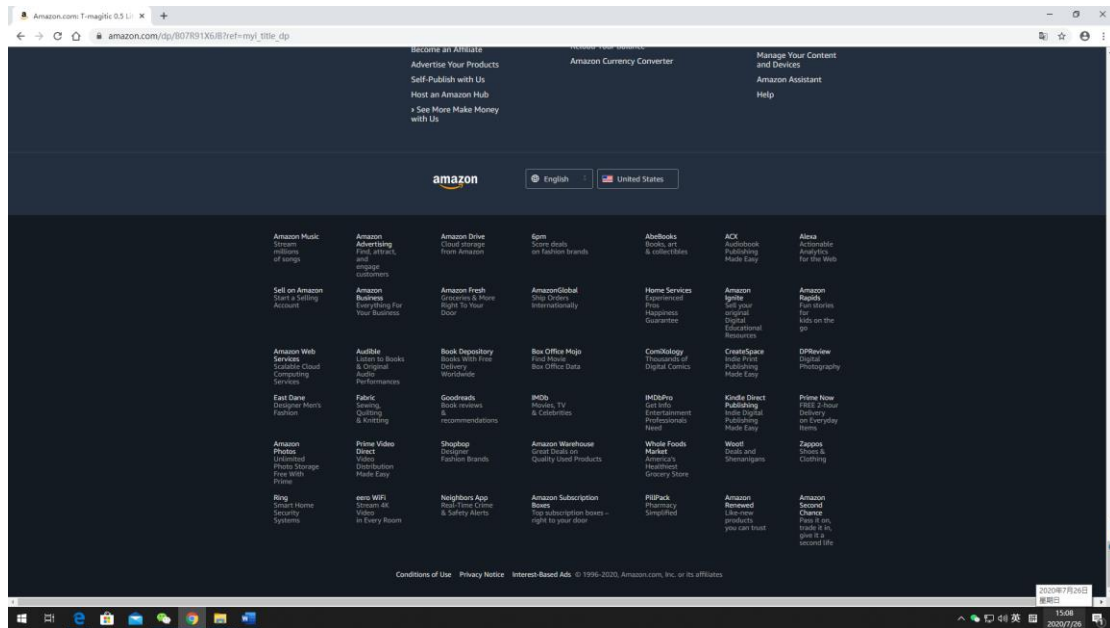 Amazon.com: T-magitic 0.5 Li
amazon.com/dp/B07R91X6JB?ref=myi_title_dp
Become an Affiliate
Advertise Your Products
Self-Publish with Us
Host an Amazon Hub
› See More Make Money
with Us
Reload Your Balance
Amazon Currency Converter
Manage Your Content
and Devices
Amazon Assistant
Help
amazon
English
United States
Amazon Music
Stream
millions
of songs
Amazon
Advertising
Find, attract,
and
engage
customers
Amazon Drive
Cloud storage
from Amazon
6pm
Score deals
on fashion brands
AbeBooks
Books, art
& collectibles
ACX
Audiobook
Publishing
Made Easy
Alexa
Actionable
Analytics
for the Web
Sell on Amazon
Start a Selling
Account
Amazon
Business
Everything For
Your Business
Amazon Fresh
Groceries & More
Right To Your
Door
AmazonGlobal
Ship Orders
Internationally
Home Services
Experienced
Pros
Happiness
Guarantee
Amazon
Ignite
Sell your
original
Digital
Educational
Resources
Amazon
Rapids
Fun stories
for
kids on the
go
Amazon Web
Services
Scalable Cloud
Computing
Services
Audible
Listen to Books
& Original
Audio
Performances
Book Depository
Books With Free
Delivery
Worldwide
Box Office Mojo
Find Movie
Box Office Data
ComiXology
Thousands of
Digital Comics
CreateSpace
Indie Print
Publishing
Made Easy
DPReview
Digital
Photography
East Dane
Designer Men's
Fashion
Fabric
Sewing,
Quilting
& Knitting
Goodreads
Book reviews
&
recommendations
IMDb
Movies, TV
& Celebrities
IMDbPro
Get Info
Entertainment
Professionals
Need
Kindle Direct
Publishing
Indie Digital
Publishing
Made Easy
Prime Now
FREE 2-hour
Delivery
on Everyday
Items
Amazon
Photos
Unlimited
Photo Storage
Free With
Prime
Prime Video
Direct
Video
Distribution
Made Easy
Shopbop
Designer
Fashion Brands
Amazon Warehouse
Great Deals on
Quality Used Products
Whole Foods
Market
America's
Healthiest
Grocery Store
Woot!
Deals and
Shenanigans
Zappos
Shoes &
Clothing
Ring
Smart Home
Security
Systems
eero WiFi
Stream 4K
Video
in Every Room
Neighbors App
Real-Time Crime
& Safety Alerts
Amazon Subscription
Boxes
Top subscription boxes –
right to your door
PillPack
Pharmacy
Simplified
Amazon
Renewed
Like-new
products
you can trust
Amazon
Second
Chance
Pass it on,
trade it in,
give it a
second life
Conditions of Use Privacy Notice Interest-Based Ads © 1996-2020, Amazon.com, Inc. or its affiliates
2020年7月26日
星期日
英
15:08
2020/7/26